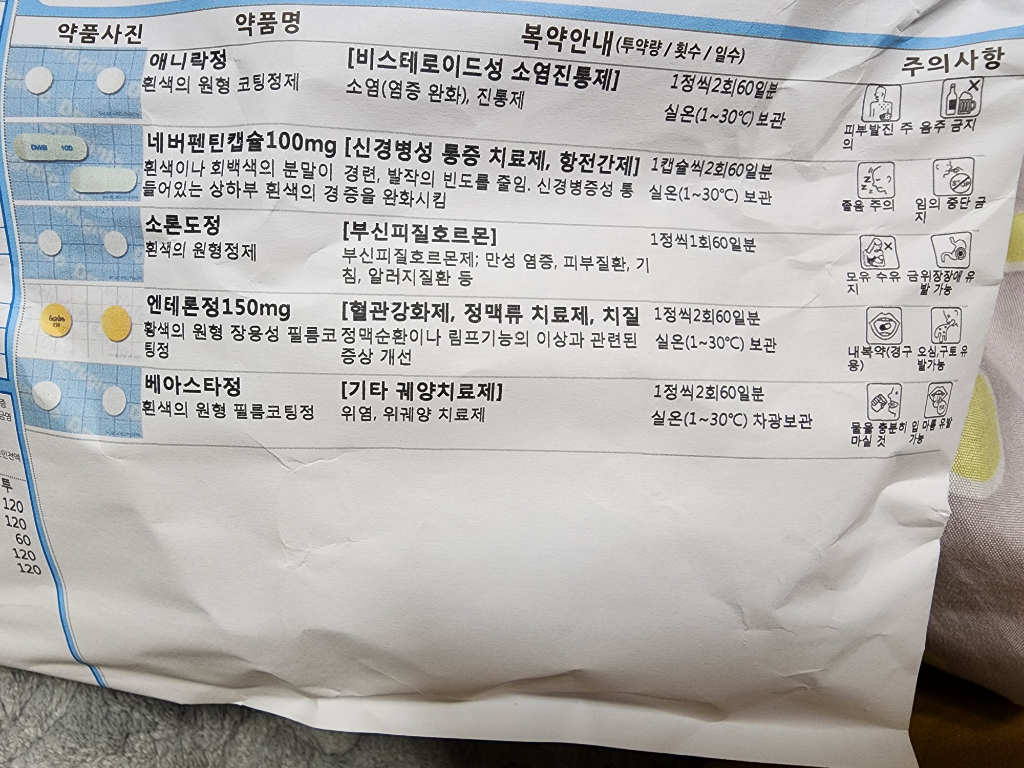 약품사진 약품명 복약안내(투약량 / 횟수 / 일수) 주의사항
애니락정 [비스테로이드성 소염진통제] 1정씩2회60일분
흰색의 원형 코팅정제 소염(염증 완화), 진통제 실온(1~30℃)보관
피부발진 주의
음주 금지
네버펜틴캡슐100mg [신경병성 통증 치료제, 항전간제] 1캡슐씩2회60일분
흰색이나 회백색의 분말이 경련, 발작의 빈도를 줄임. 신경병증성 통 실온(1~30℃) 보관
들어있는 상하부 흰색의 경 증을 완화시킴
졸음 주의
임의 중단 금지
소론도정 [부신피질호르몬] 1정씩1회60일분
흰색의 원형정제 부신피질호르몬제; 만성 염증, 피부질환, 기
침, 알러지질환 등
모유 수유 금지
위장장애 유발 가능
엔테론정150mg [혈관강화제, 정맥류 치료제, 치질 1정씩2회60일분
황색의 원형 장용성 필름코 정맥순환이나 림프기능의 이상과 관련된 실온(1~30℃) 보관
팅정 증상 개선
내복약(경구용)
오심,구토 유발가능
베아스타정 [기타 궤양치료제] 1정씩2회60일분
흰색의 원형 필름코팅정 위염, 위궤양 치료제 실온(1~30℃) 차광보관
물을 충분히 마실 것
입 마름 유발 가능
투
120
120
60
120
120